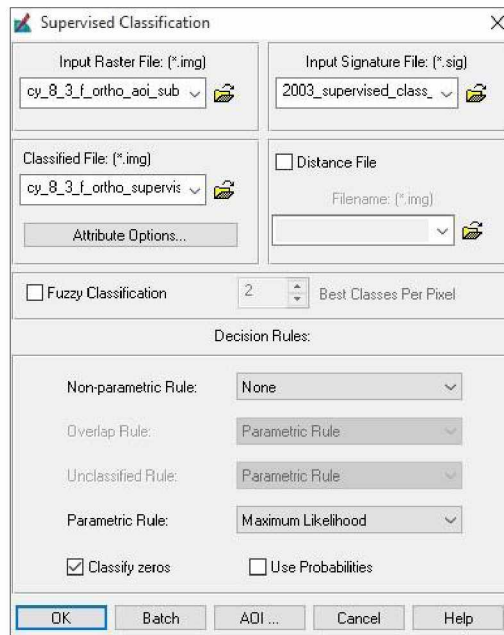 Supervised Classification
Input Raster File: (*.img)
cy_8_3_f_ortho_aoi_sub
Input Signature File: (*.sig)
2003_supervised_class_
Classified File: (*.img)
cy_8_3_f_ortho_supervis
Attribute Options...
Distance File
Filename: (*.img)
Fuzzy Classification
2
Best Classes Per Pixel
Decision Rules:
Non-parametric Rule: None
Overlap Rule: Parametric Rule
Unclassified Rule: Parametric Rule
Parametric Rule: Maximum Likelihood
Classify zeros
Use Probabilities
OK
Batch
AOI ...
Cancel
Help